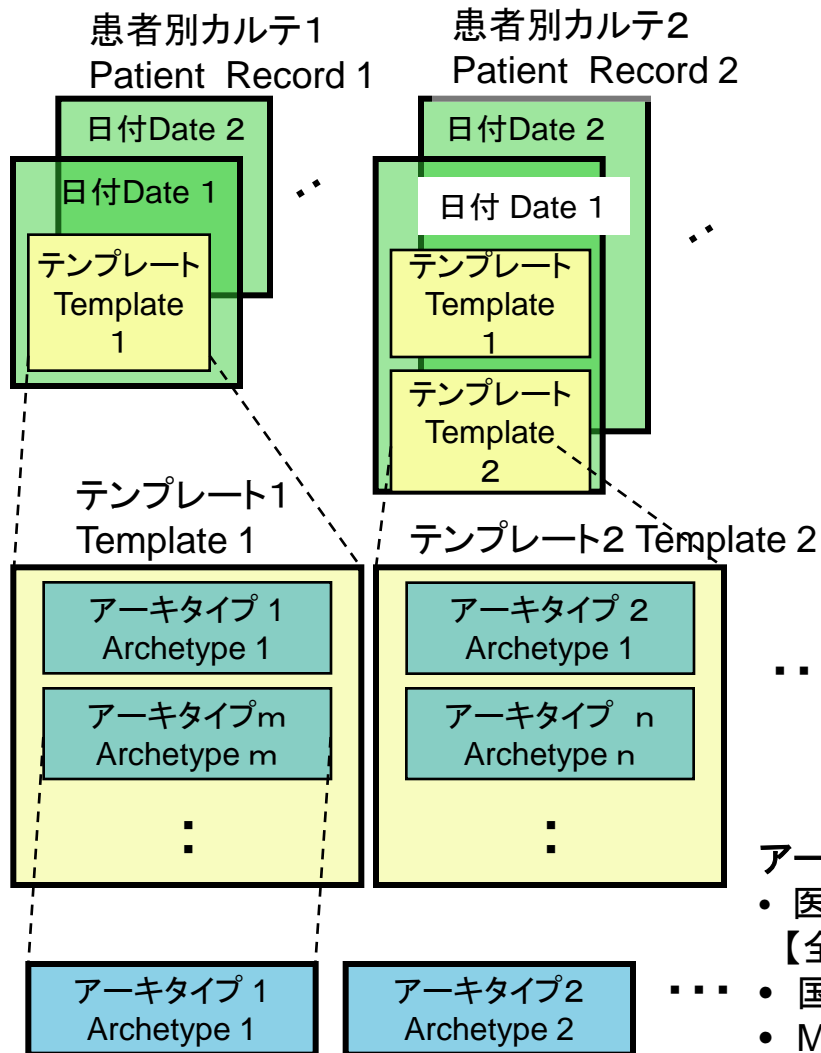 患者別カルテ1
Patient Record 1
患者別カルテ2
Patient Record 2
日付Date 2
日付Date 1
テンプレート
Template
1
日付Date 2
日付 Date 1
テンプレート
Template
1
テンプレート
Template
2
テンプレート1
Template 1
テンプレート2 Template 2
アーキタイプ 1
Archetype 1
アーキタイプm
Archetype m
:
アーキタイプ 2
Archetype 1
アーキタイプ n
Archetype n
:
アー
• 医
【全
• 国
• M
アーキタイプ 1
Archetype 1
アーキタイプ2
Archetype 2